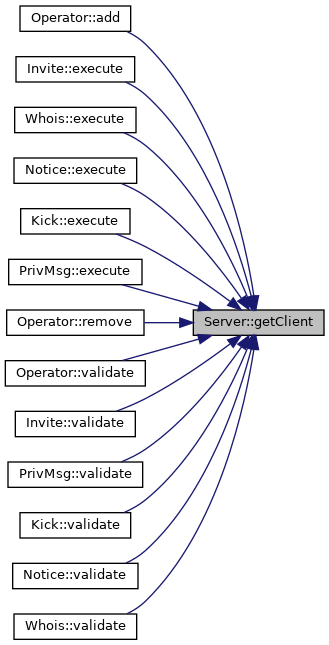 Operator::add
Invite::execute
Whois::execute
Notice::execute
Kick::execute
PrivMsg::execute
Operator::remove
Server::getClient
Operator::validate
Invite::validate
PrivMsg::validate
Kick::validate
Notice::validate
Whois::validate